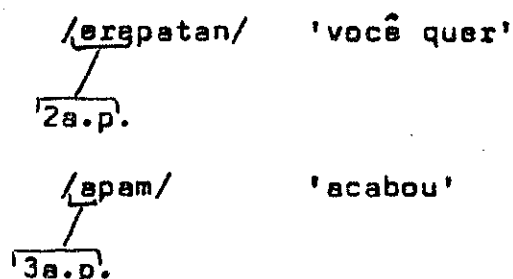 /erepatan/ 'você quer'
2a.p.
/apam/ 'acabou'
3a.p.